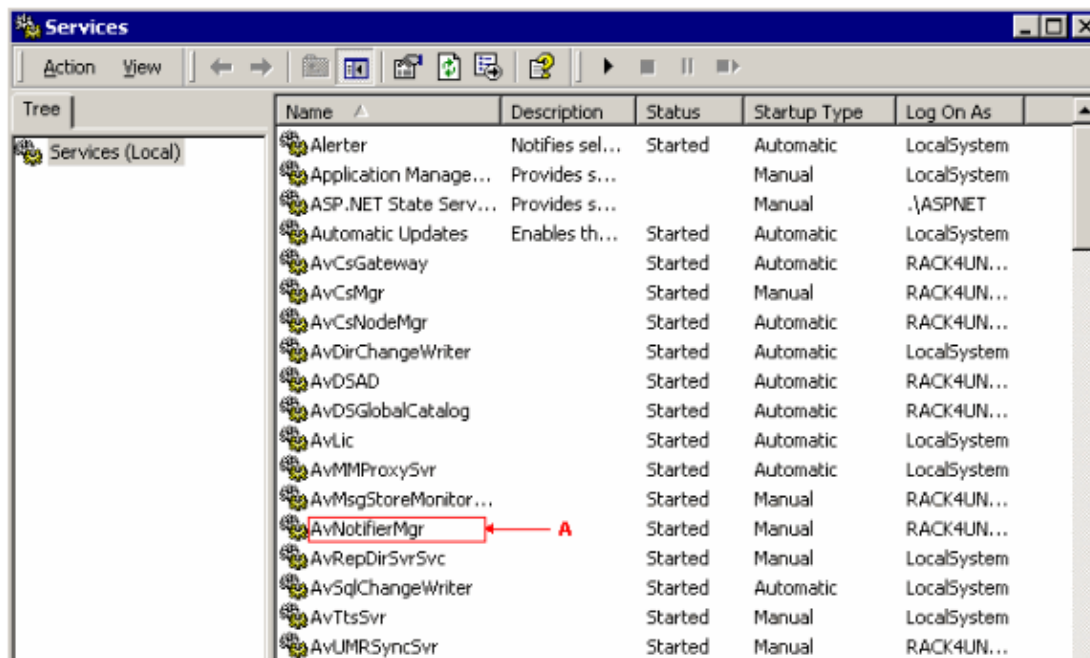 Services
Action View
Tree
Services (Local)
Name Description Status Startup Type Log On As
Alerter Notifies sel... Started Automatic LocalSystem
Application Manage... Provides s... Manual LocalSystem
ASP.NET State Serv... Provides s... Manual .\ASPNET
Automatic Updates Enables th... Started Automatic LocalSystem
AvCsGateway Started Automatic RACK4UN...
AvCsMgr Started Manual RACK4UN...
AvCsNodeMgr Started Automatic RACK4UN...
AvDirChangeWriter Started Automatic LocalSystem
AvDSAD Started Automatic RACK4UN...
AvDSGlobalCatalog Started Automatic RACK4UN...
AvLic Started Automatic LocalSystem
AvMMProxySvr Started Automatic LocalSystem
AvMsgStoreMonitor... Started Manual RACK4UN...
AvNotifierMgr A Started Manual RACK4UN...
AvRepDirSvrSvc Started Manual LocalSystem
AvSqlChangeWriter Started Automatic LocalSystem
AvTtsSvr Started Manual LocalSystem
AvUMRSyncSvr Started Manual RACK4UN...